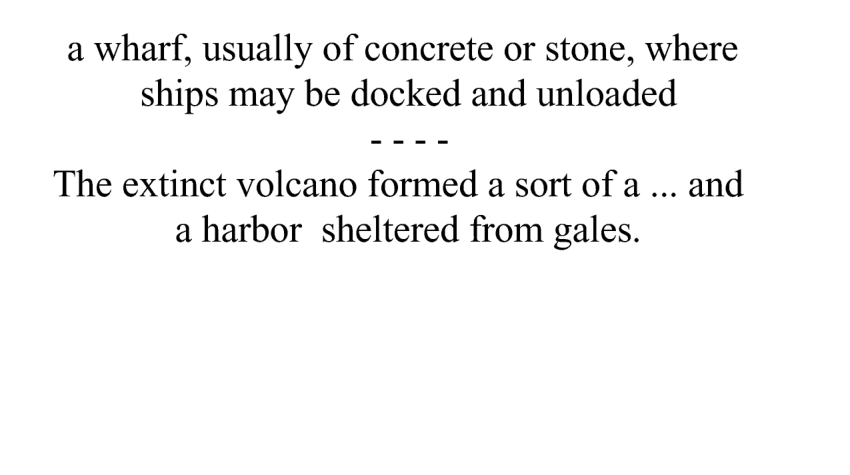 a wharf, usually of concrete or stone, where
ships may be docked and unloaded
- - - -
The extinct volcano formed a sort of a ... and
a harbor  sheltered from gales.